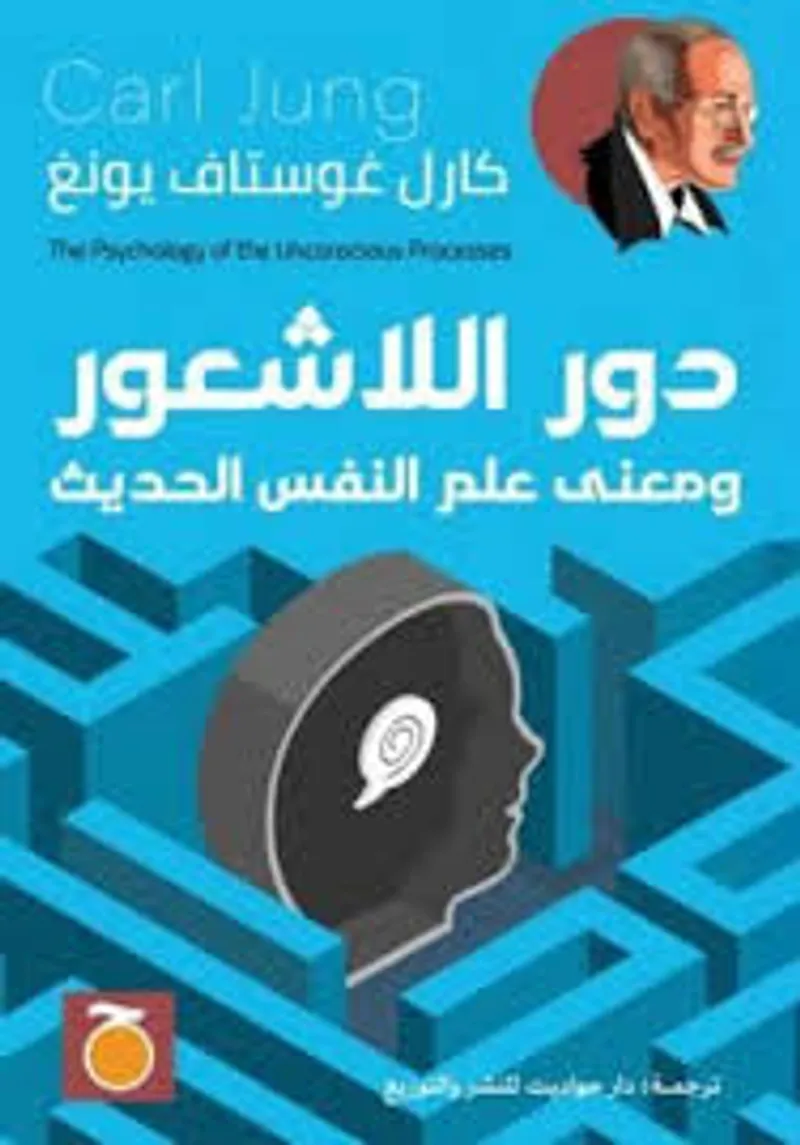 Carl Jung
كارل غوستاف يونغ
The Psychology of the Unconscious Processes
دور اللاشعور
ومعنى علم النفس الحديث
ح
ترجمة: دار حواديت للنشر والتوزيع